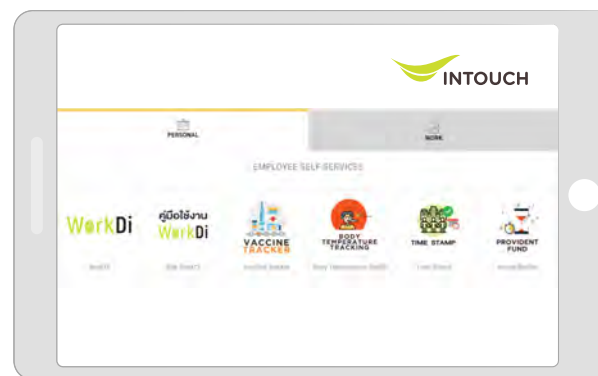 INTOUCH
PERSONAL
WORK
EMPLOYEE SELF-SERVICES
WorkDi
คู่มือใช้งาน
WorkDi
VACCINE
TRACKER
BODY
TEMPERATURE
TRACKING
TIME STAMP
PROVIDENT
FUND